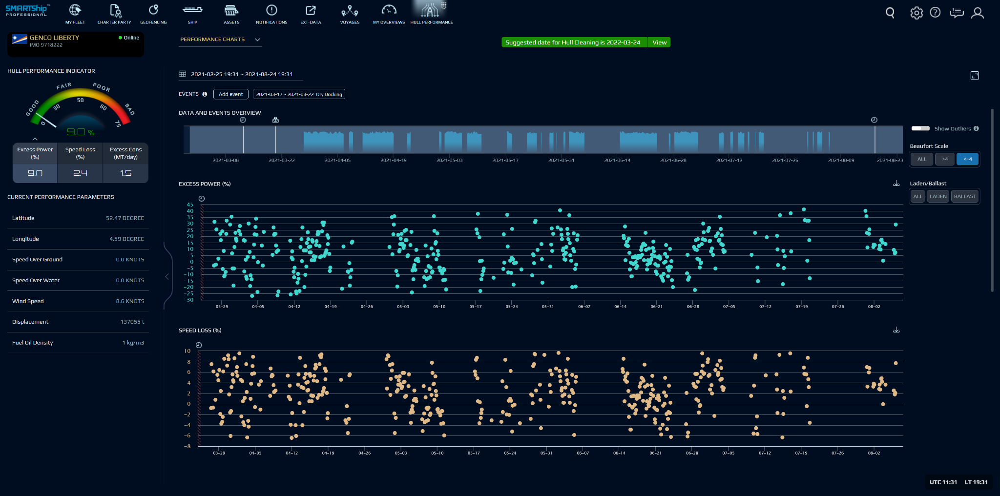 SMARTShip™
PROFESSIONAL
MY FLEET
CHARTER PARTY
GEOFENCING
SHIP
ASSETS
NOTIFICATIONS
EXT-DATA
VOYAGES
MY OVERVIEWS
HULL PERFORMANCE
GENCO LIBERTY
Online
IMO 9718222
PERFORMANCE CHARTS
Suggested date for Hull Cleaning is 2022-03-24 View
HULL PERFORMANCE INDICATOR
GOOD FAIR POOR BAD
0 30 50 60 75
9.0 %
Excess Power (%)
Speed Loss (%)
Excess Cons (MT/day)
9.0 2.4 1.5
CURRENT PERFORMANCE PARAMETERS
Latitude 52.47 DEGREE
Longitude 4.59 DEGREE
Speed Over Ground 0.0 KNOTS
Speed Over Water 0.0 KNOTS
Wind Speed 8.6 KNOTS
Displacement 137055 t
Fuel Oil Density 1 kg/m3
2021-02-25 19:31 ~ 2021-08-24 19:31
EVENTS Add event 2021-03-17 ~ 2021-03-22 Dry Docking
DATA AND EVENTS OVERVIEW
2021-03-08 2021-03-22 2021-04-05 2021-04-19 2021-05-03 2021-05-17 2021-05-31 2021-06-14 2021-06-28 2021-07-12 2021-07-26 2021-08-09 2021-08-23
Show Outliers
Beaufort Scale
ALL >4 <=4
Laden/Ballast
ALL LADEN BALLAST
EXCESS POWER (%)
45
40
35
30
25
20
15
10
5
0
-5
-10
-15
-20
-25
-30
03-29 04-05 04-12 04-19 04-26 05-03 05-10 05-17 05-24 05-31 06-07 06-14 06-21 06-28 07-05 07-12 07-19 07-26 08-02
SPEED LOSS (%)
10
8
6
4
2
0
-2
-4
-6
-8
03-29 04-05 04-12 04-19 04-26 05-03 05-10 05-17 05-24 05-31 06-07 06-14 06-21 06-28 07-05 07-12 07-19 07-26 08-02
UTC 11:31 LT 19:31